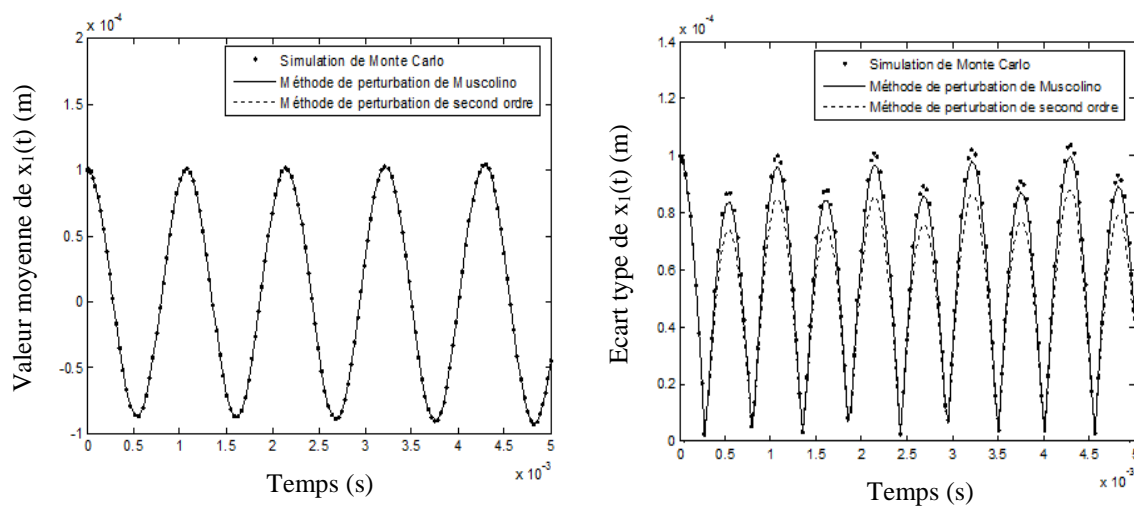 x 10⁻⁴
2
1.5
1
0.5
0
-0.5
-1
Valeur moyenne de x₁(t) (m)
Simulation de Monte Carlo
Méthode de perturbation de Muscolino
Méthode de perturbation de second ordre
0 0.5 1 1.5 2 2.5 3 3.5 4 4.5 5
x 10⁻³
Temps (s)
x 10⁻⁴
1.4
1.2
1
0.8
0.6
0.4
0.2
0
Ecart type de x₁(t) (m)
Simulation de Monte Carlo
Méthode de perturbation de Muscolino
Méthode de perturbation de second ordre
0 0.5 1 1.5 2 2.5 3 3.5 4 4.5 5
x 10⁻³
Temps (s)